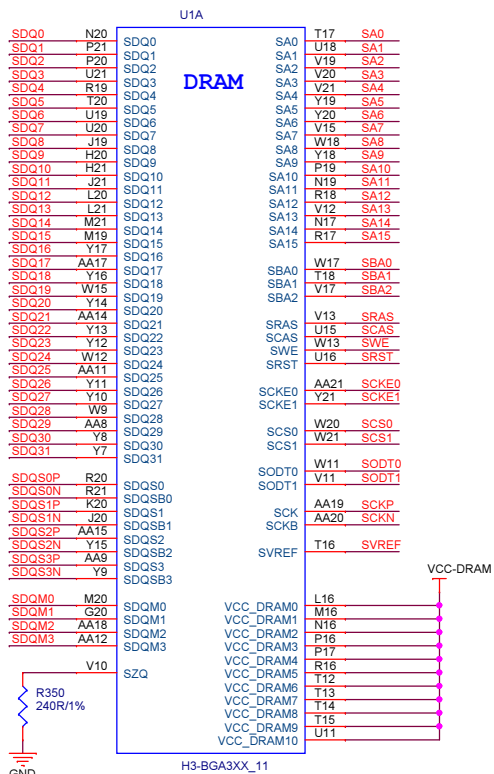 U1A
DRAM
SDQ0 N20 SDQ0 SA0 T17 SA0
SDQ1 P21 SDQ1 SA1 U18 SA1
SDQ2 P20 SDQ2 SA2 V19 SA2
SDQ3 U21 SDQ3 SA3 V20 SA3
SDQ4 R19 SDQ4 SA4 V21 SA4
SDQ5 T20 SDQ5 SA5 Y19 SA5
SDQ6 U19 SDQ6 SA6 Y20 SA6
SDQ7 U20 SDQ7 SA7 V15 SA7
SDQ8 J19 SDQ8 SA8 W18 SA8
SDQ9 H20 SDQ9 SA9 Y18 SA9
SDQ10 H21 SDQ10 SA10 P19 SA10
SDQ11 J21 SDQ11 SA11 N19 SA11
SDQ12 L20 SDQ12 SA12 R18 SA12
SDQ13 L21 SDQ13 SA13 V12 SA13
SDQ14 M21 SDQ14 SA14 N17 SA14
SDQ15 M19 SDQ15 SA15 R17 SA15
SDQ16 Y17 SDQ16
SDQ17 AA17 SDQ17 SBA0 W17 SBA0
SDQ18 Y16 SDQ18 SBA1 T18 SBA1
SDQ19 W15 SDQ19 SBA2 V17 SBA2
SDQ20 Y14 SDQ20
SDQ21 AA14 SDQ21 SRAS V13 SRAS
SDQ22 Y13 SDQ22 SCAS U15 SCAS
SDQ23 Y12 SDQ23 SWE W13 SWE
SDQ24 W12 SDQ24 SRST U16 SRST
SDQ25 AA11 SDQ25
SDQ26 Y11 SDQ26 SCKE0 AA21 SCKE0
SDQ27 Y10 SDQ27 SCKE1 Y21 SCKE1
SDQ28 W9 SDQ28
SDQ29 AA8 SDQ29 SCS0 W20 SCS0
SDQ30 Y8 SDQ30 SCS1 W21 SCS1
SDQ31 Y7 SDQ31
SODT0 W11 SODT0
SDQS0P R20 SDQS0 SODT1 V11 SODT1
SDQS0N R21 SDQSB0
SDQS1P K20 SDQS1 SCK AA19 SCKP
SDQS1N J20 SDQSB1 SCKB AA20 SCKN
SDQS2P AA15 SDQS2
SDQS2N Y15 SDQSB2 SVREF T16 SVREF
SDQS3P AA9 SDQS3
SDQS3N Y9 SDQSB3
VCC-DRAM
SDQM0 M20 SDQM0 VCC_DRAM0 L16
SDQM1 G20 SDQM1 VCC_DRAM1 M16
SDQM2 AA18 SDQM2 VCC_DRAM2 N16
SDQM3 AA12 SDQM3 VCC_DRAM3 P16
VCC_DRAM4 P17
V10 SZQ VCC_DRAM5 R16
VCC_DRAM6 T12
R350 VCC_DRAM7 T13
240R/1% VCC_DRAM8 T14
VCC_DRAM9 T15
VCC_DRAM10 U11
GND
H3-BGA3XX_11